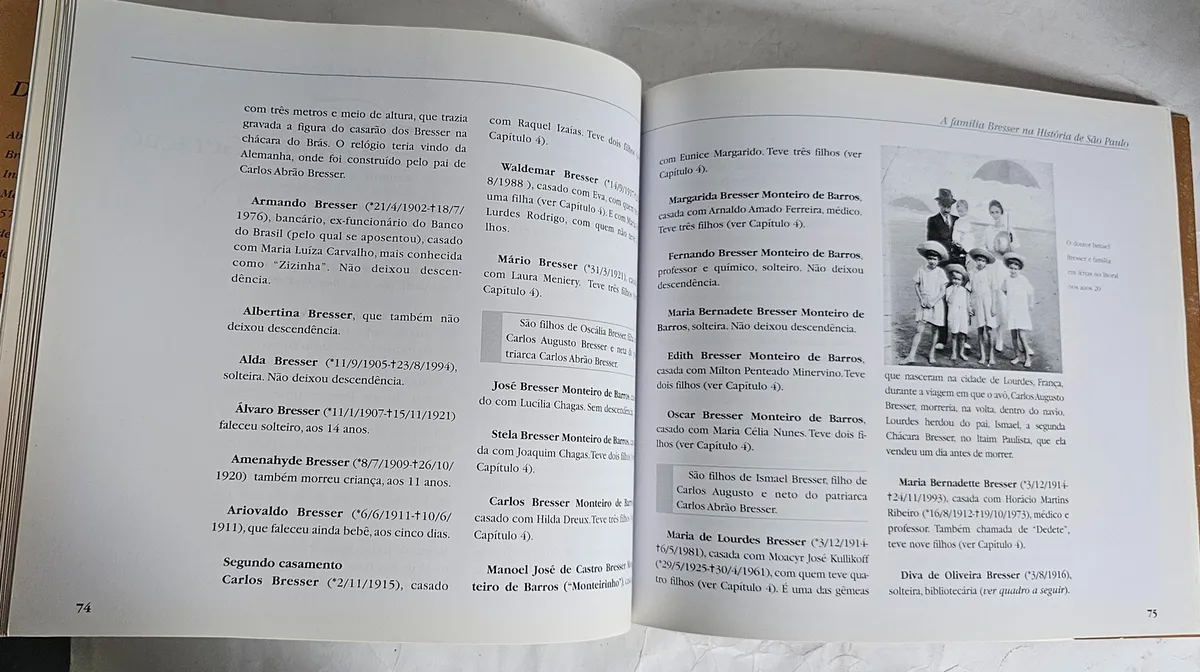 com três metros e meio de altura, que trazia
gravada a figura do casarão dos Bresser na
chácara do Brás. O relógio teria vindo da
Alemanha, onde foi construído pelo pai de
Carlos Abrão Bresser.
Armando Bresser (*21/4/1902-†18/7/
1976), bancário, ex-funcionário do Banco
do Brasil (pelo qual se aposentou), casado
com Maria Luíza Carvalho, mais conhecida
como “Zizinha”. Não deixou descen-
dência.
Albertina Bresser, que também não
deixou descendência.
Alda Bresser (*11/9/1905-†23/8/1994),
solteira. Não deixou descendência.
Álvaro Bresser (*11/1/1907-†15/11/1921)
faleceu solteiro, aos 14 anos.
Amenahyde Bresser (*8/7/1909-†26/10/
1920) também morreu criança, aos 11 anos.
Ariovaldo Bresser (*6/6/1911-†10/6/
1911), que faleceu ainda bebê, aos cinco dias.
Segundo casamento
Carlos Bresser (*2/11/1915), casado
74
com Raquel Izaías. Teve dois
Capítulo 4).
Waldemar Bresser
8/1988 ), casado com Eva, com quem
uma filha (ver Capítulo 4). E com
Lurdes Rodrigo, com quem não
lhos.
Mário Bresser (*31/3/1921),
com Laura Meniery. Teve três
Capítulo 4).
São filhos de Oscália Bresser,
Carlos Augusto Bresser e neta
triarca Carlos Abrão Bresser.
José Bresser Monteiro de Barros,
do com Lucília Chagas. Sem
Stela Bresser Monteiro de Barros,
da com Joaquim Chagas. Teve dois
Capítulo 4).
Carlos Bresser Monteiro de
casado com Hilda Dreux. Teve três
Capítulo 4).
Manoel José de Castro Bresser
teiro de Barros (“Monteirinho”),
A família Bresser na História de São Paulo
com Eunice Margarido. Teve três filhos (ver
Capítulo 4).
Margarida Bresser Monteiro de Barros,
casada com Arnaldo Amado Ferreira, médico.
Teve três filhos (ver Capítulo 4).
Fernando Bresser Monteiro de Barros,
professor e químico, solteiro. Não deixou
descendência.
Maria Bernadete Bresser Monteiro de
Barros, solteira. Não deixou descendência.
Edith Bresser Monteiro de Barros,
casada com Milton Penteado Minervino. Teve
dois filhos (ver Capítulo 4).
Oscar Bresser Monteiro de Barros,
casado com Maria Célia Nunes. Teve dois fi-
lhos (ver Capítulo 4).
São filhos de Ismael Bresser, filho de
Carlos Augusto e neto do patriarca
Carlos Abrão Bresser.
Maria de Lourdes Bresser (*3/12/1914-
†6/5/1981), casada com Moacyr José Kullikoff
(*29/5/1925-†30/4/1961), com quem teve qua-
tro filhos (ver Capítulo 4). É uma das gêmeas
O doutor Ismael
Bresser e família
em férias no litoral
nos anos 20
que nasceram na cidade de Lourdes, França,
durante a viagem em que o avô, Carlos Augusto
Bresser, morreria, na volta, dentro do navio.
Lourdes herdou do pai, Ismael, a segunda
Chácara Bresser, no Itaim Paulista, que ela
vendeu um dia antes de morrer.
Maria Bernadette Bresser (*3/12/1914-
†24/11/1993), casada com Horácio Martins
Ribeiro (*16/8/1912-†19/10/1973), médico e
professor. Também chamada de “Dedete”,
teve nove filhos (ver Capítulo 4).
Diva de Oliveira Bresser (*3/8/1916),
solteira, bibliotecária (ver quadro a seguir).
75